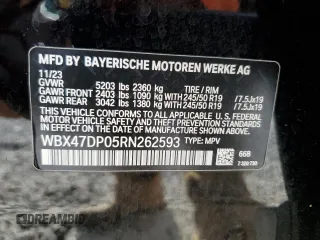 MFD BY BAYERISCHE MOTOREN WERKE AG
11/23
GVWR 5203 lbs 2360 kg TIRE / RIM
GAWR FRONT 2403 lbs 1090 kg 245/50 R19 /7.5Jx19
GAWR REAR 3042 lbs 1380 kg 245/50 R19 /7.5Jx19
THIS VEHICLE CONFORMS TO ALL APPLICABLE U.S.
FEDERAL MOTOR VEHICLE SAFETY, BUMPER, AND
THEFT PREVENTION STANDARDS IN EFFECT ON THE
DATE OF MANUFACTURE SHOWN ABOVE.
WBX47DP05RN262593 TYPE: MPV
668
AUTOBIDMASTER
DREAMBID